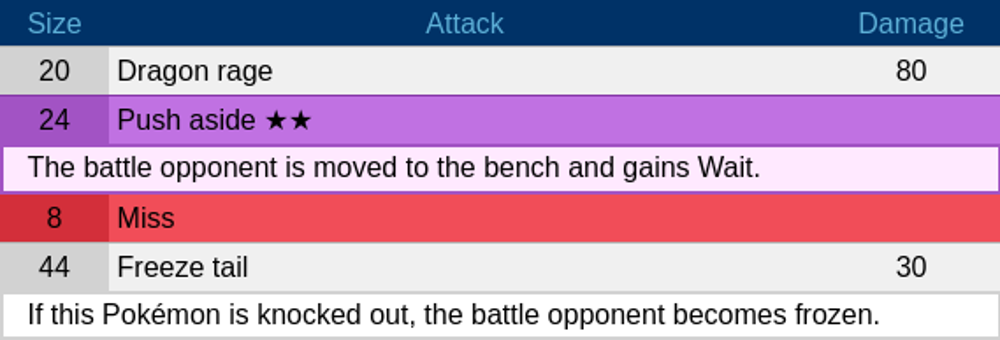 Size Attack Damage
20 Dragon rage 80
24 Push aside ★★
The battle opponent is moved to the bench and gains Wait.
8 Miss
44 Freeze tail 30
If this Pokémon is knocked out, the battle opponent becomes frozen.